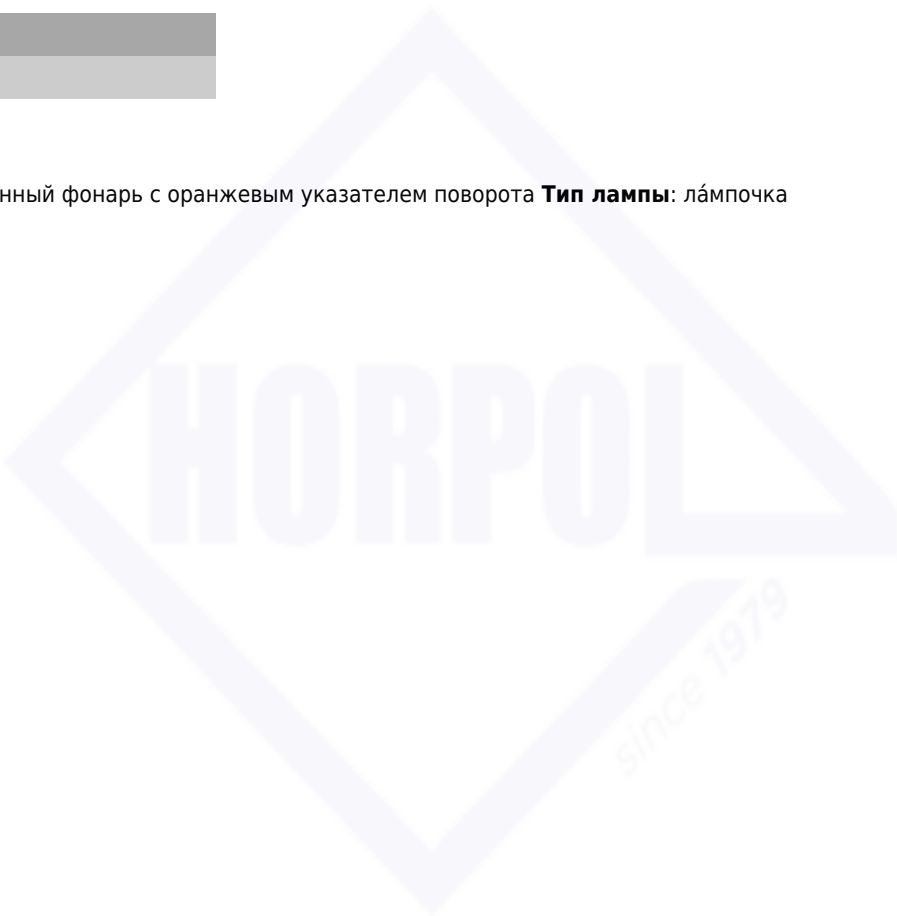 нный фонарь с оранжевым указателем поворота Тип лампы: ла́мпочка
HORPOL
since 1979